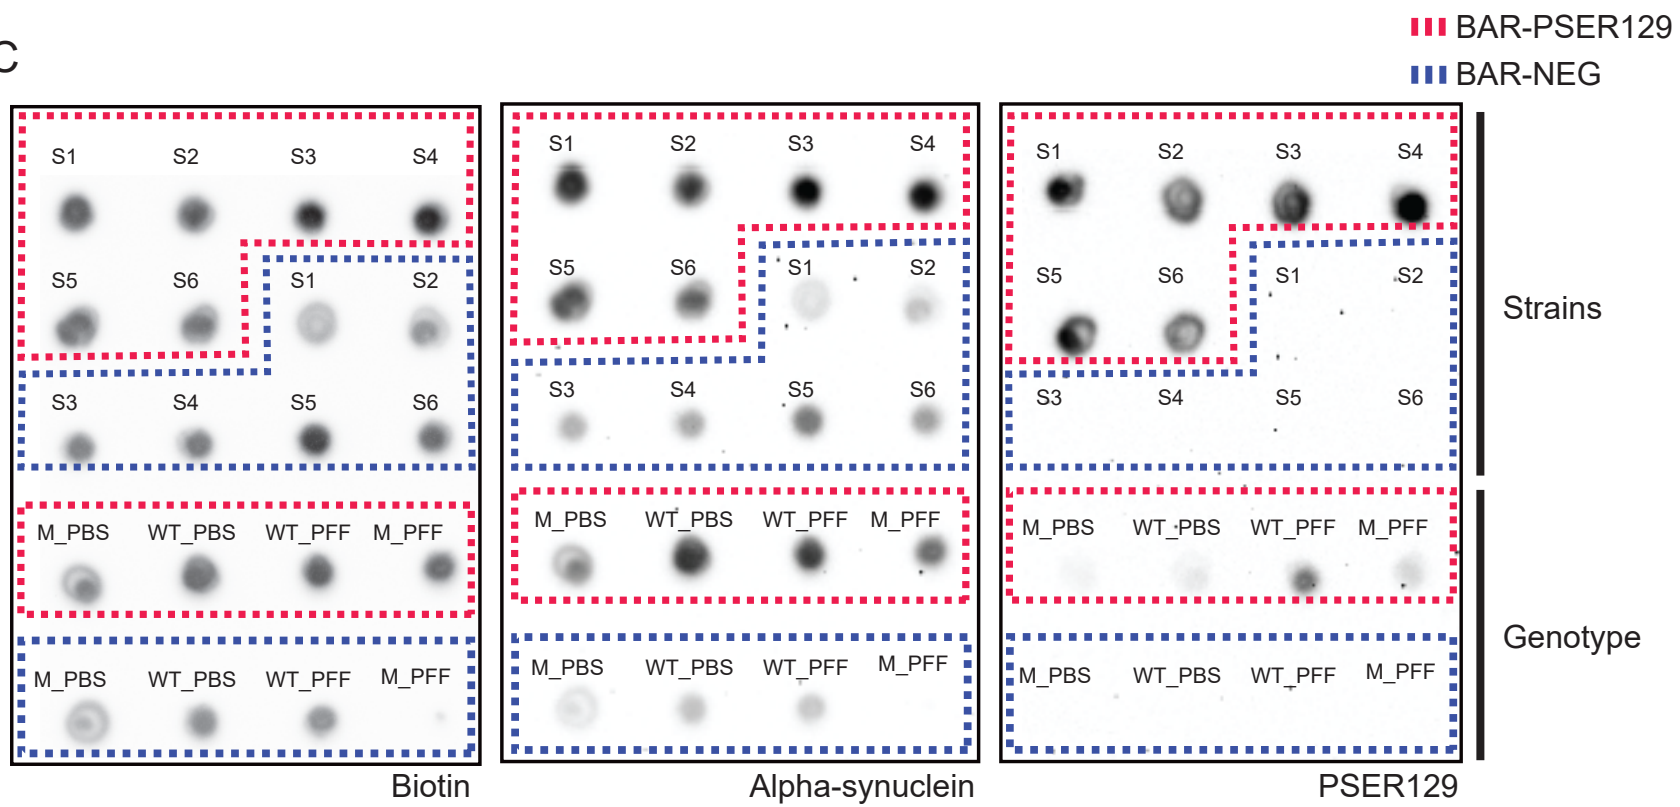 BAR-PSER129
C
BAR-NEG
S1 S2 S3 S4
S5 S6 S1 S2
S3 S4 S5 S6
M_PBS WT_PBS WT_PFF M_PFF
M_PBS WT_PBS WT_PFF M_PFF
Biotin
S1 S2 S3 S4
S5 S6 S1 S2
S3 S4 S5 S6
M_PBS WT_PBS WT_PFF M_PFF
M_PBS WT_PBS WT_PFF M_PFF
Alpha-synuclein
S1 S2 S3 S4
S5 S6 S1 S2
S3 S4 S5 S6
M_PBS WT_PBS WT_PFF M_PFF
M_PBS WT_PBS WT_PFF M_PFF
PSER129
Strains
Genotype